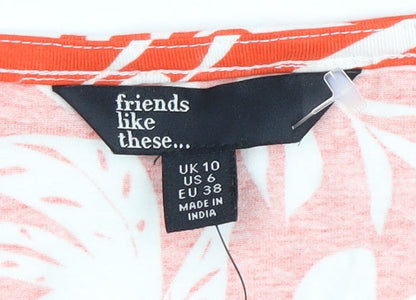 friends
like
these...
UK 10
US 6
EU 38
MADE IN
INDIA